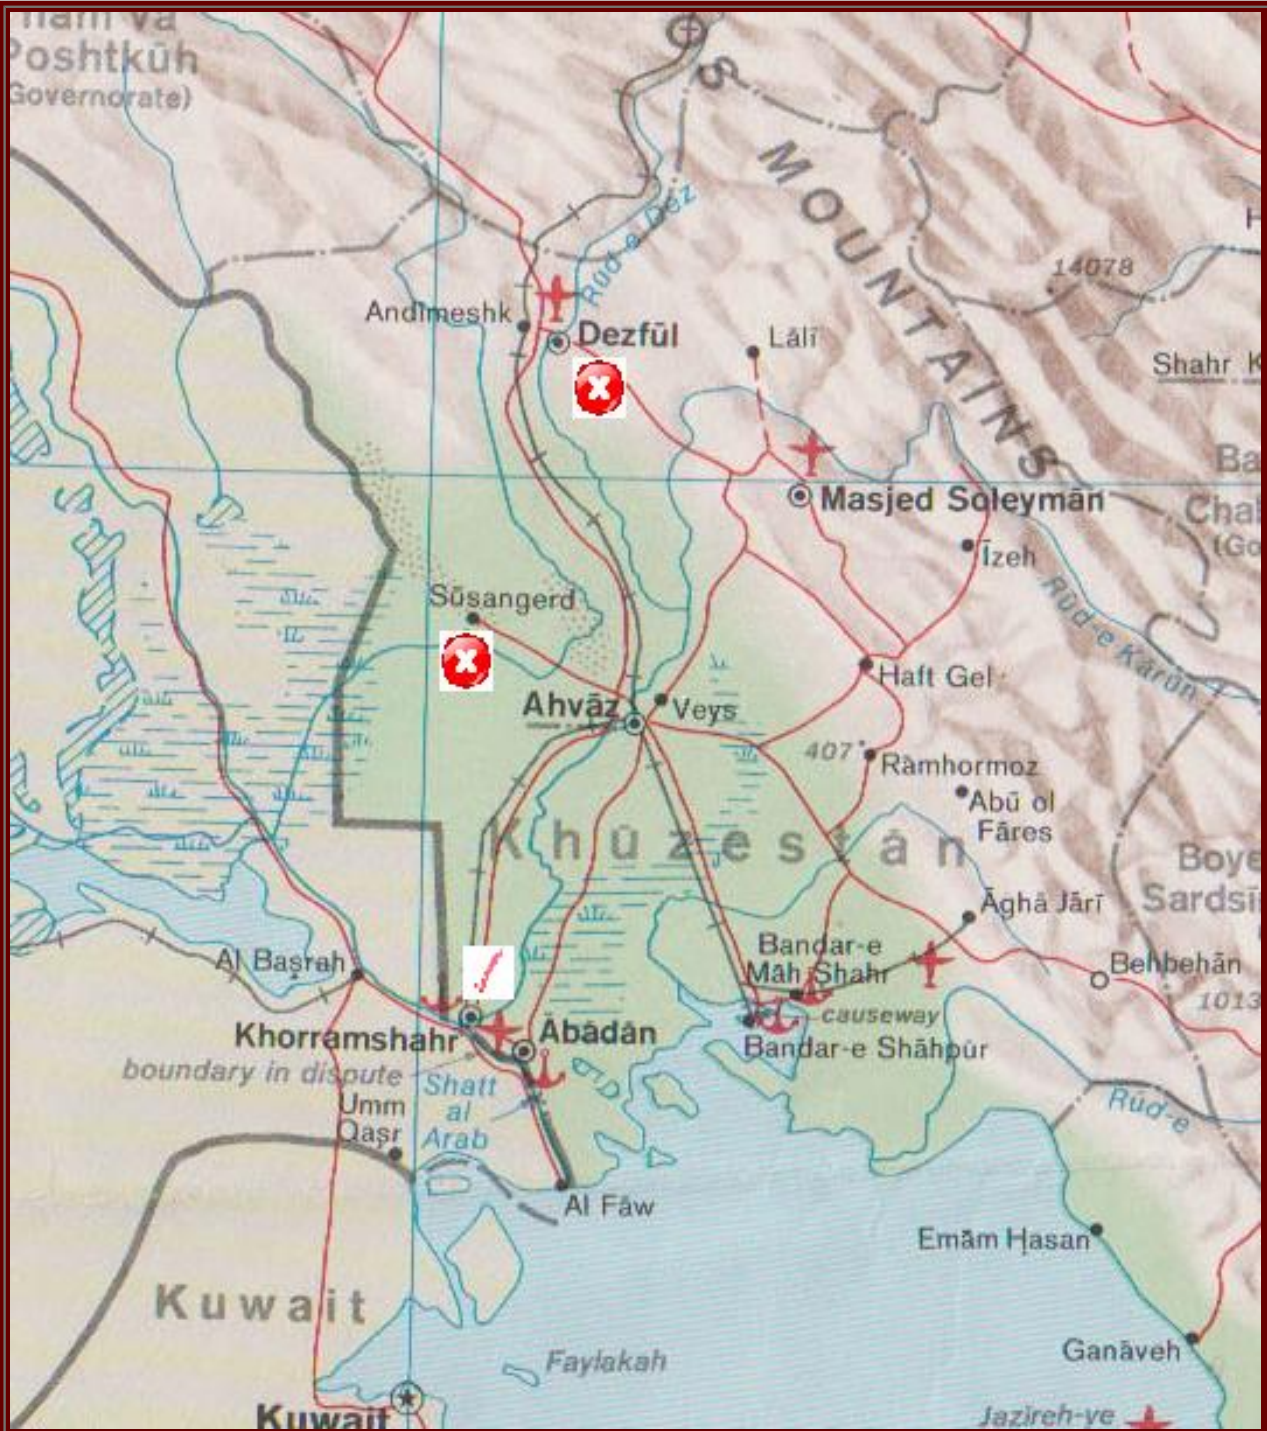 Poshtkūh
(Governorate)
S
MOUNTAINS
Rūd-e Dez
14078
Andīmeshk
Dezfūl
Lālī
Shahr K
Masjed Soleymān
Īzeh
Sūsangerd
Rūd-e Kārūn
Haft Gel
Ahvāz
Veys
407
Rāmhormoz
Abū ol
Fāres
Khūzestān
Āghā Jārī
Bandar-e
Māh Shahr
Al Başrah
Behbehān
1013
causeway
Khorramshahr
Ābādān
Bandar-e Shāhpūr
boundary in dispute
Shatt
al
Arab
Umm
Qaşr
Rūd-e
Al Fāw
Emām Ḩasan
Kuwait
Ganāveh
Faylakah
Kuwait
Jazīreh-ye